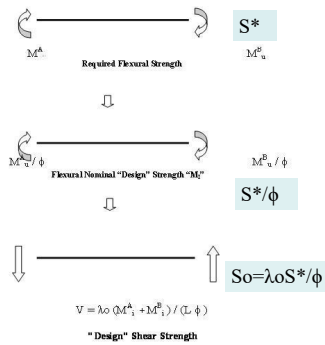 S*
M^A_u
M^B_u
Required Flexural Strength
M^A_u / ϕ
M^B_u / ϕ
Flexural Nominal "Design" Strength "M_i"
S*/ϕ
So=λoS*/ϕ
V = λo (M^A_i + M^B_i) / (L ϕ)
"Design" Shear Strength